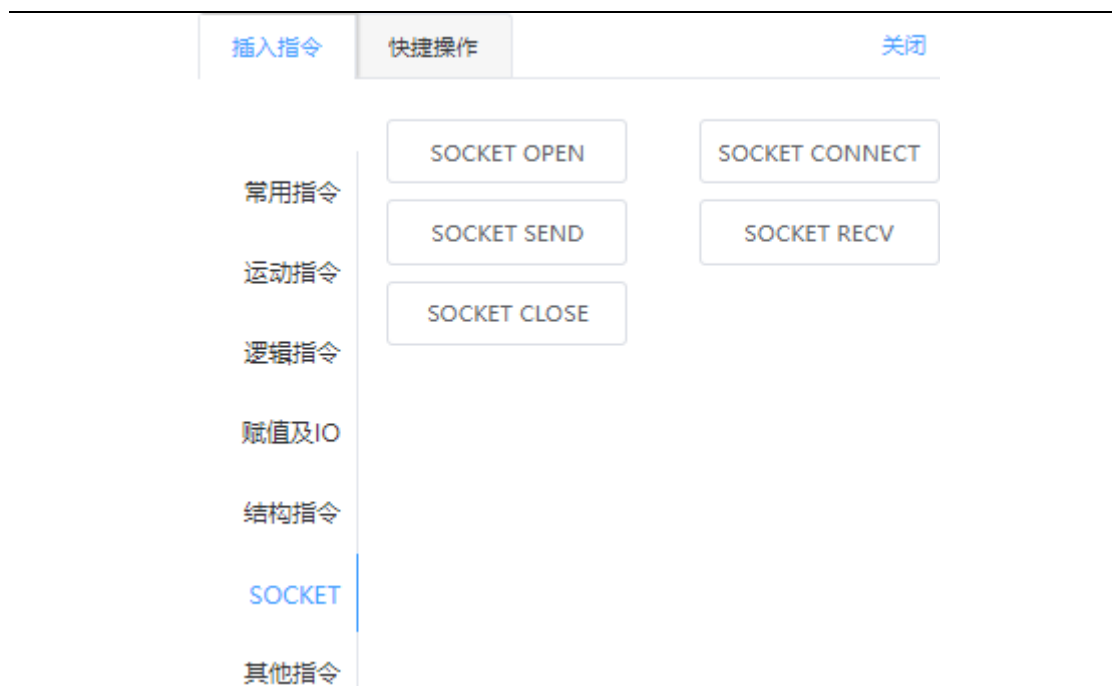 插入指令
快捷操作
关闭
常用指令
运动指令
逻辑指令
赋值及IO
结构指令
SOCKET
其他指令
SOCKET OPEN
SOCKET CONNECT
SOCKET SEND
SOCKET RECV
SOCKET CLOSE